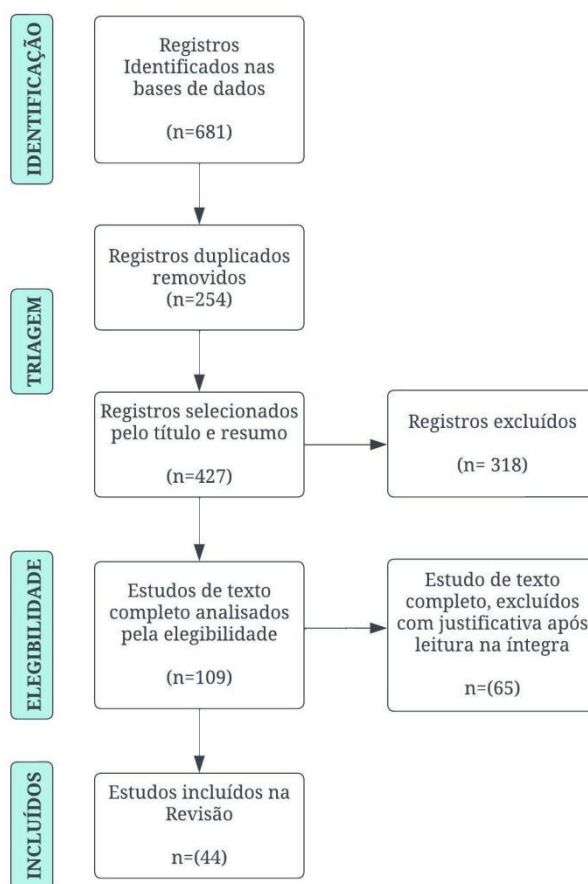 IDENTIFICAÇÃO
Registros
Identificados nas
bases de dados
(n=681)
TRIAGEM
Registros duplicados
removidos
(n=254)
Registros selecionados
pelo título e resumo
(n=427)
Registros excluídos
(n= 318)
ELEGIBILIDADE
Estudos de texto
completo analisados
pela elegibilidade
(n=109)
Estudo de texto
completo, excluídos
com justificativa após
leitura na íntegra
n=(65)
INCLUÍDOS
Estudos incluídos na
Revisão
n=(44)